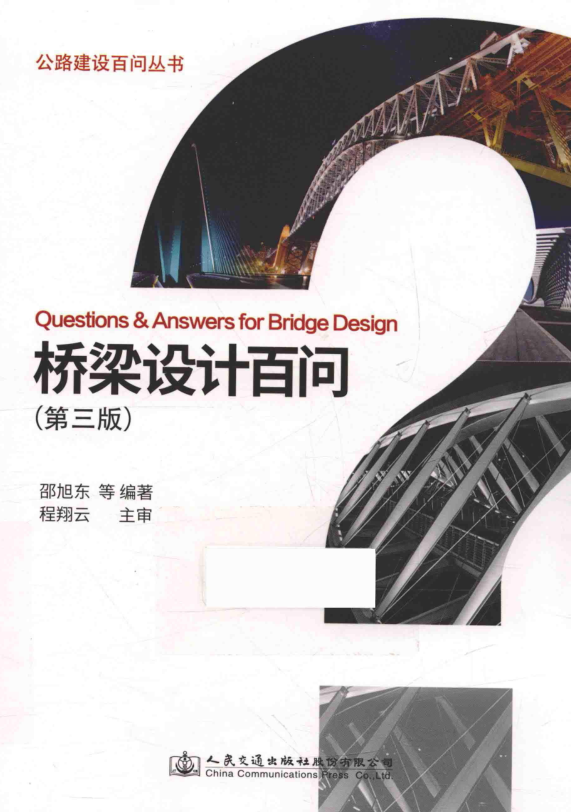 公路建设百问丛书
Questions & Answers for Bridge Design
桥梁设计百问
(第三版)
邵旭东 等 编著
程翔云 主审
人民交通出版社股份有限公司
China Communications Press Co.,Ltd.